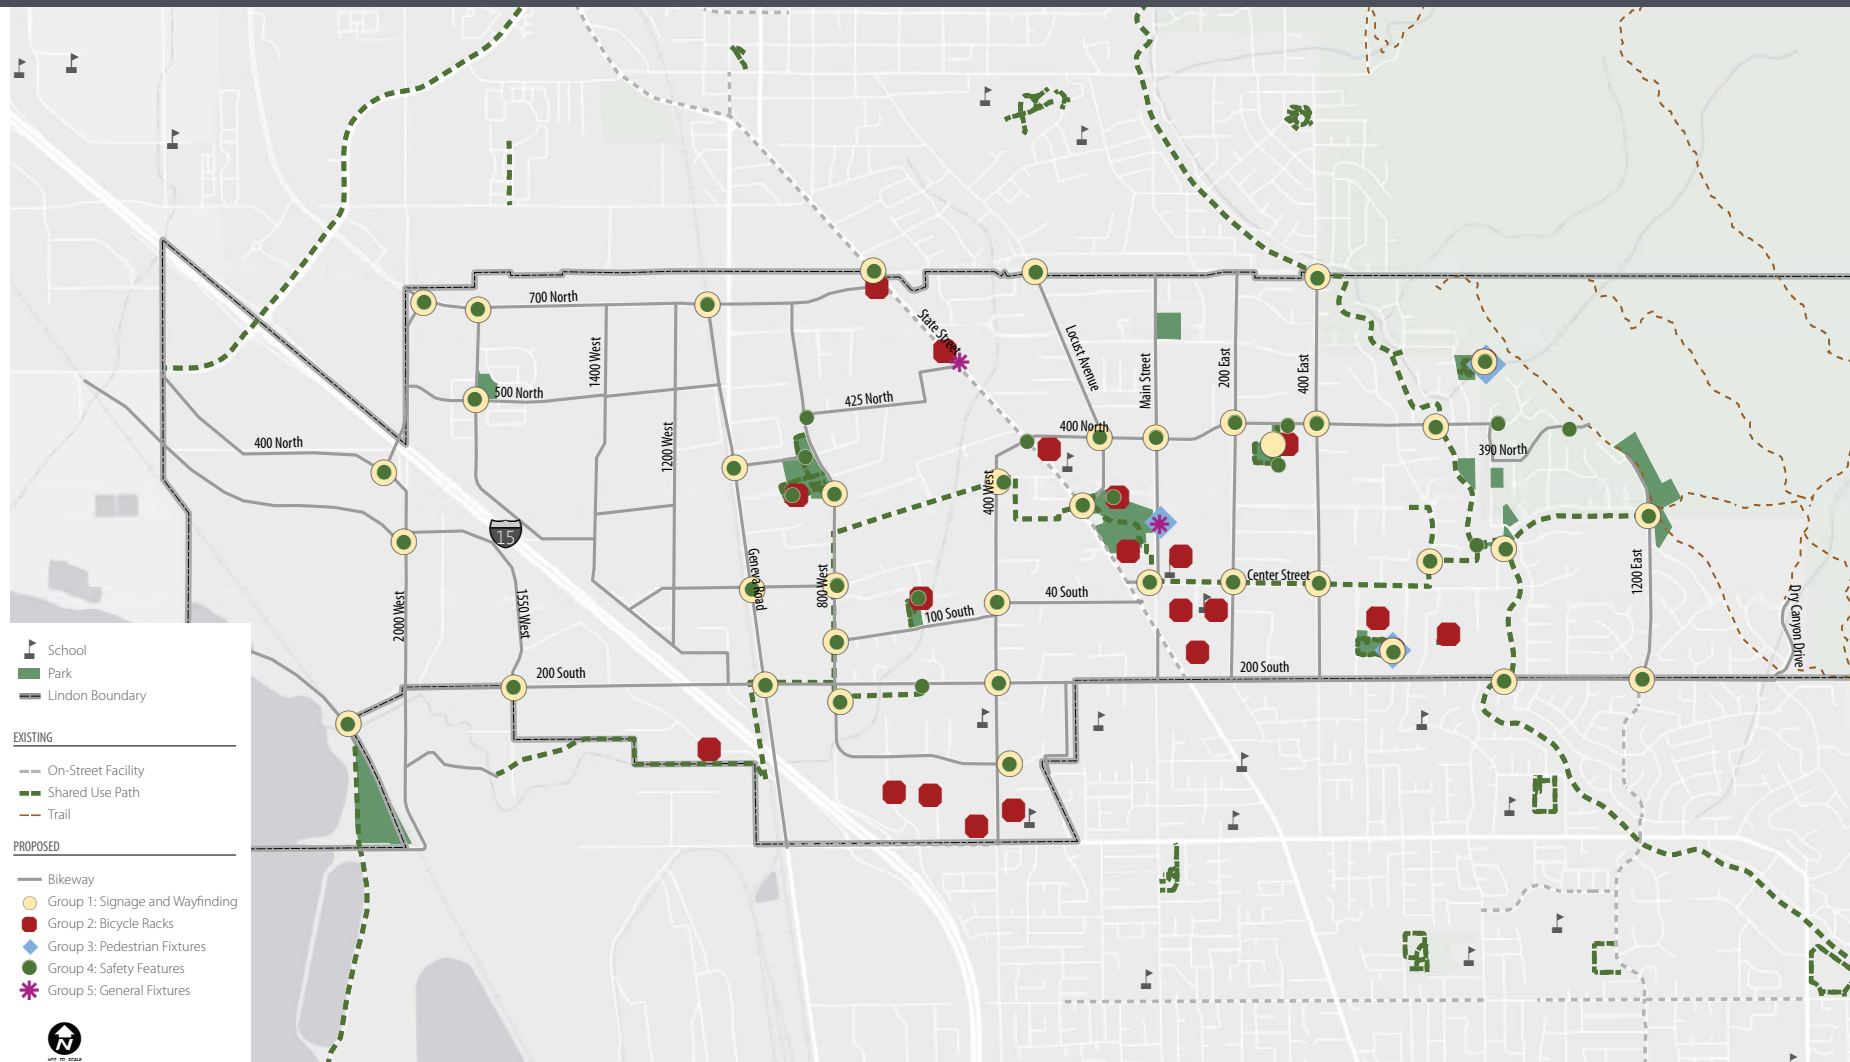 700 North
State Street
Locust Avenue
1400 West
500 North
425 North
Main Street
200 East
400 East
400 North
400 North
1200 West
390 North
400 West
15
Geneva Road
800 West
Center Street
1200 East
2000 West
1550 West
100 South
40 South
Dry Canyon Drive
200 South
200 South
School
Park
Lindon Boundary
EXISTING
On-Street Facility
Shared Use Path
Trail
PROPOSED
Bikeway
Group 1: Signage and Wayfinding
Group 2: Bicycle Racks
Group 3: Pedestrian Fixtures
Group 4: Safety Features
Group 5: General Fixtures
N
NOT TO SCALE